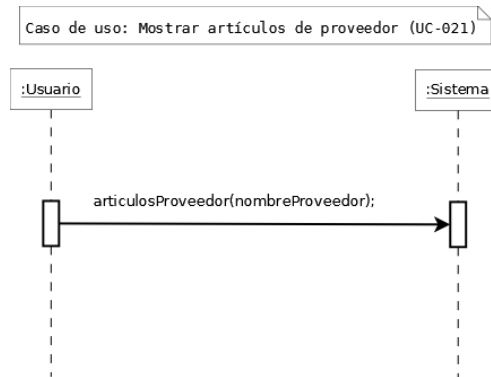 Caso de uso: Mostrar artículos de proveedor (UC-021)
:Usuario
:Sistema
articulosProveedor(nombreProveedor);